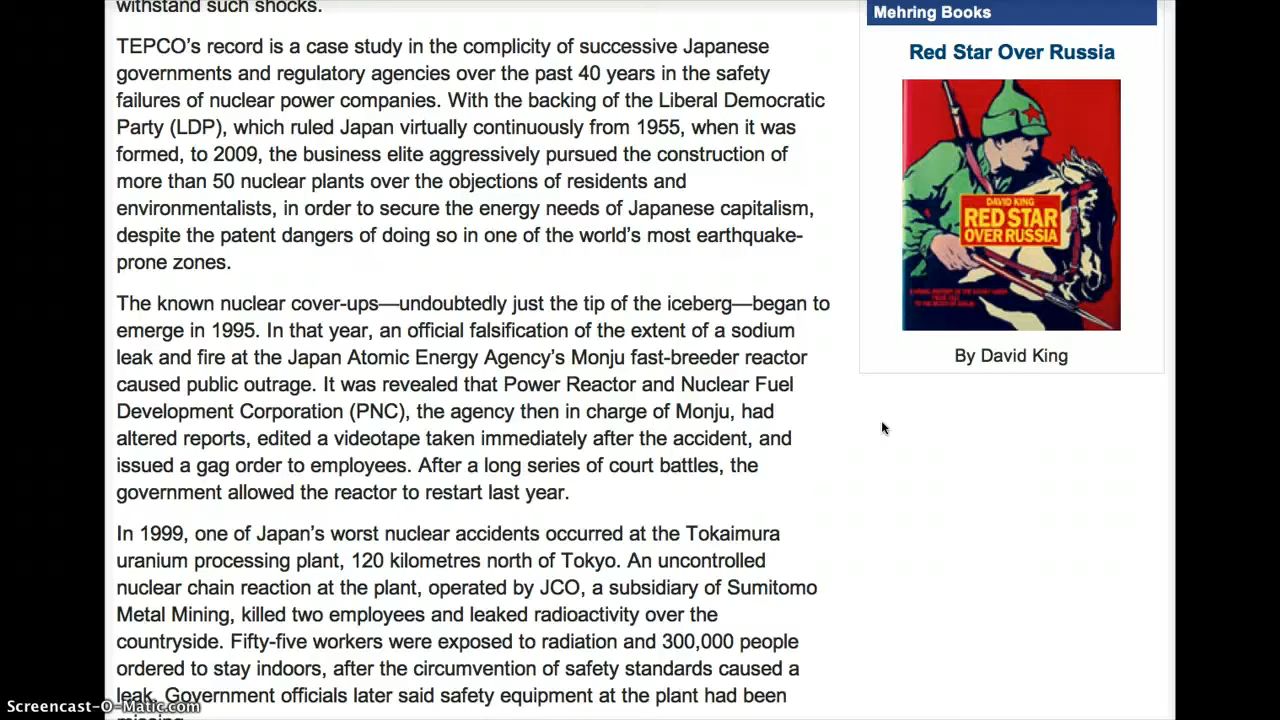 withstand such shocks.
TEPCO’s record is a case study in the complicity of successive Japanese
governments and regulatory agencies over the past 40 years in the safety
failures of nuclear power companies. With the backing of the Liberal Democratic
Party (LDP), which ruled Japan virtually continuously from 1955, when it was
formed, to 2009, the business elite aggressively pursued the construction of
more than 50 nuclear plants over the objections of residents and
environmentalists, in order to secure the energy needs of Japanese capitalism,
despite the patent dangers of doing so in one of the world’s most earthquake-
prone zones.
The known nuclear cover-ups—undoubtedly just the tip of the iceberg—began to
emerge in 1995. In that year, an official falsification of the extent of a sodium
leak and fire at the Japan Atomic Energy Agency’s Monju fast-breeder reactor
caused public outrage. It was revealed that Power Reactor and Nuclear Fuel
Development Corporation (PNC), the agency then in charge of Monju, had
altered reports, edited a videotape taken immediately after the accident, and
issued a gag order to employees. After a long series of court battles, the
government allowed the reactor to restart last year.
In 1999, one of Japan’s worst nuclear accidents occurred at the Tokaimura
uranium processing plant, 120 kilometres north of Tokyo. An uncontrolled
nuclear chain reaction at the plant, operated by JCO, a subsidiary of Sumitomo
Metal Mining, killed two employees and leaked radioactivity over the
countryside. Fifty-five workers were exposed to radiation and 300,000 people
ordered to stay indoors, after the circumvention of safety standards caused a
leak. Government officials later said safety equipment at the plant had been
missing.
Mehring Books
Red Star Over Russia
DAVID KING
RED STAR
OVER RUSSIA
By David King
Screencast-O-Matic.com